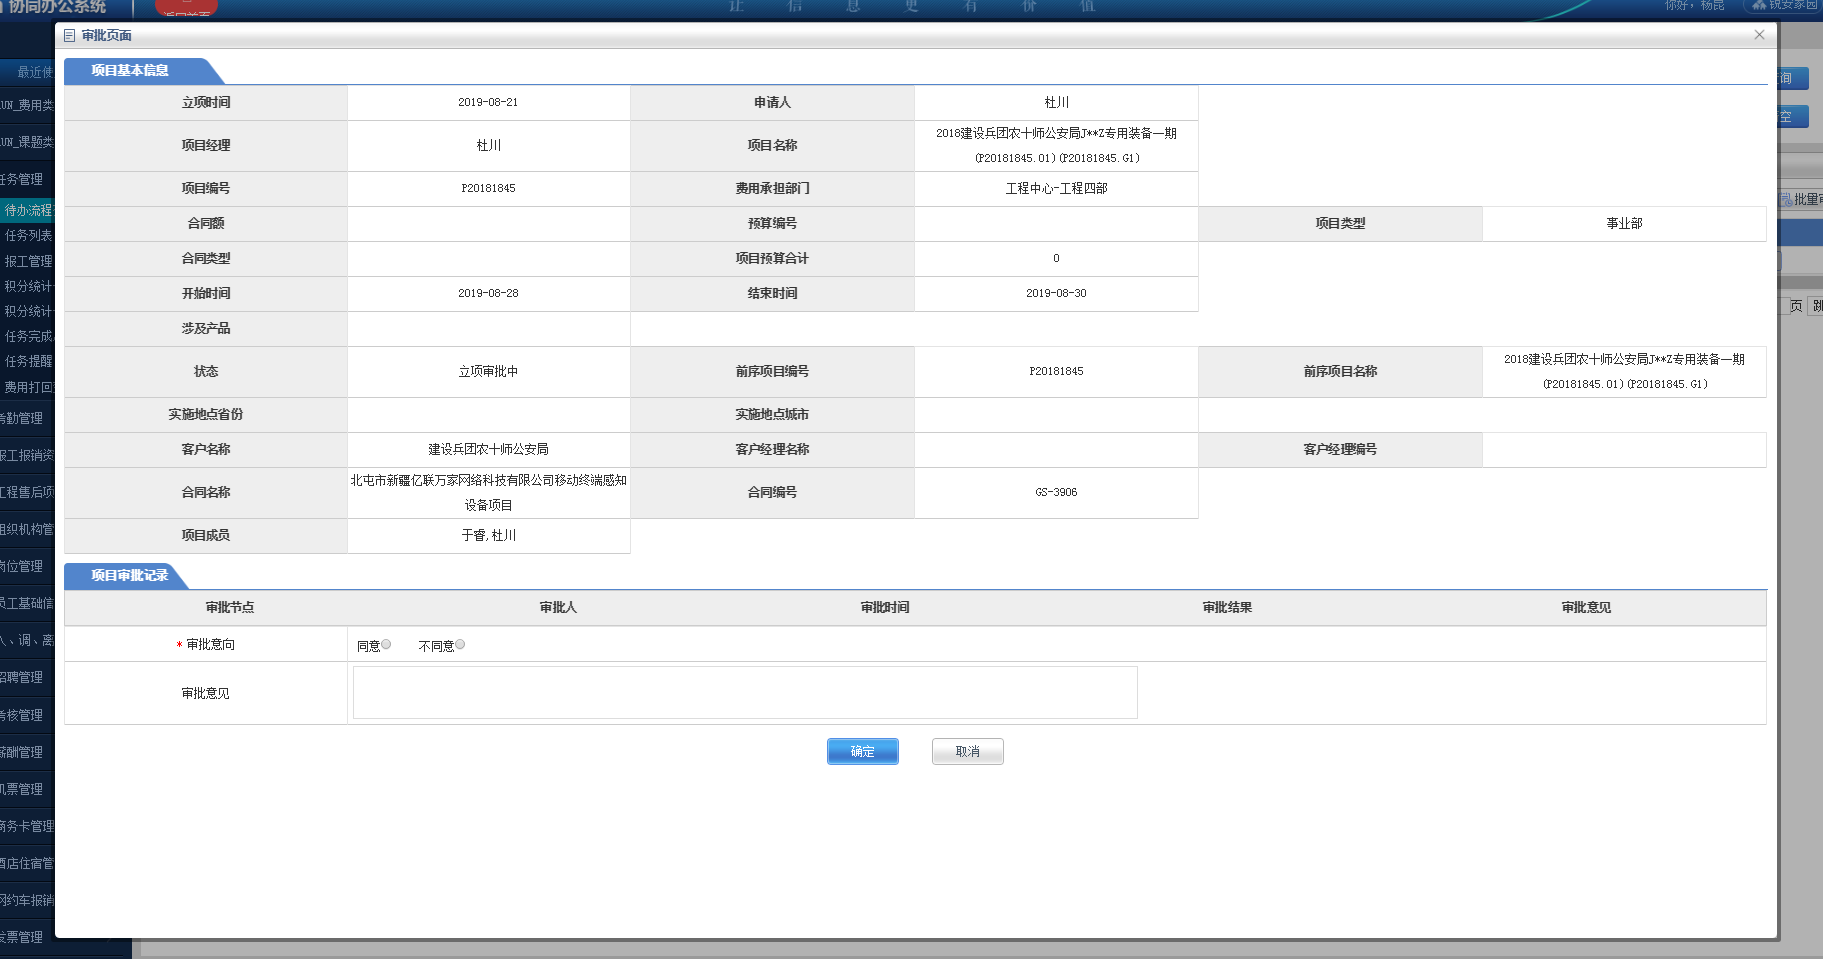 协同办公系统
返回首页
让 信 息 更 有 价 值
你好，杨昆
锐安家园
审批页面
项目基本信息
立项时间 2019-08-21 申请人 杜川
项目经理 杜川 项目名称 2018建设兵团农十师公安局J**Z专用装备一期
(P20181845.01)(P20181845.G1)
项目编号 P20181845 费用承担部门 工程中心-工程四部
合同额 预算编号 项目类型 事业部
合同类型 项目预算合计 0
开始时间 2019-08-28 结束时间 2019-08-30
涉及产品
状态 立项审批中 前序项目编号 P20181845 前序项目名称 2018建设兵团农十师公安局J**Z专用装备一期
(P20181845.01)(P20181845.G1)
实施地点省份 实施地点城市
客户名称 建设兵团农十师公安局 客户经理名称 客户经理编号
合同名称 北屯市新疆亿联万家网络科技有限公司移动终端感知
设备项目 合同编号 GS-3906
项目成员 于睿,杜川
项目审批记录
审批节点 审批人 审批时间 审批结果 审批意见
* 审批意向 同意 不同意
审批意见
确定 取消
最近使
UN_费用类
UN_课题类
任务管理
待办流程
任务列表
报工管理
积分统计
积分统计
任务完成
任务提醒
费用打回
考勤管理
报工报销资
工程售后项
组织机构管
岗位管理
员工基础信
入、调、离
招聘管理
考核管理
薪酬管理
机票管理
商务卡管理
酒店住宿管
网约车报销
发票管理
询
空
批量审
页 跳